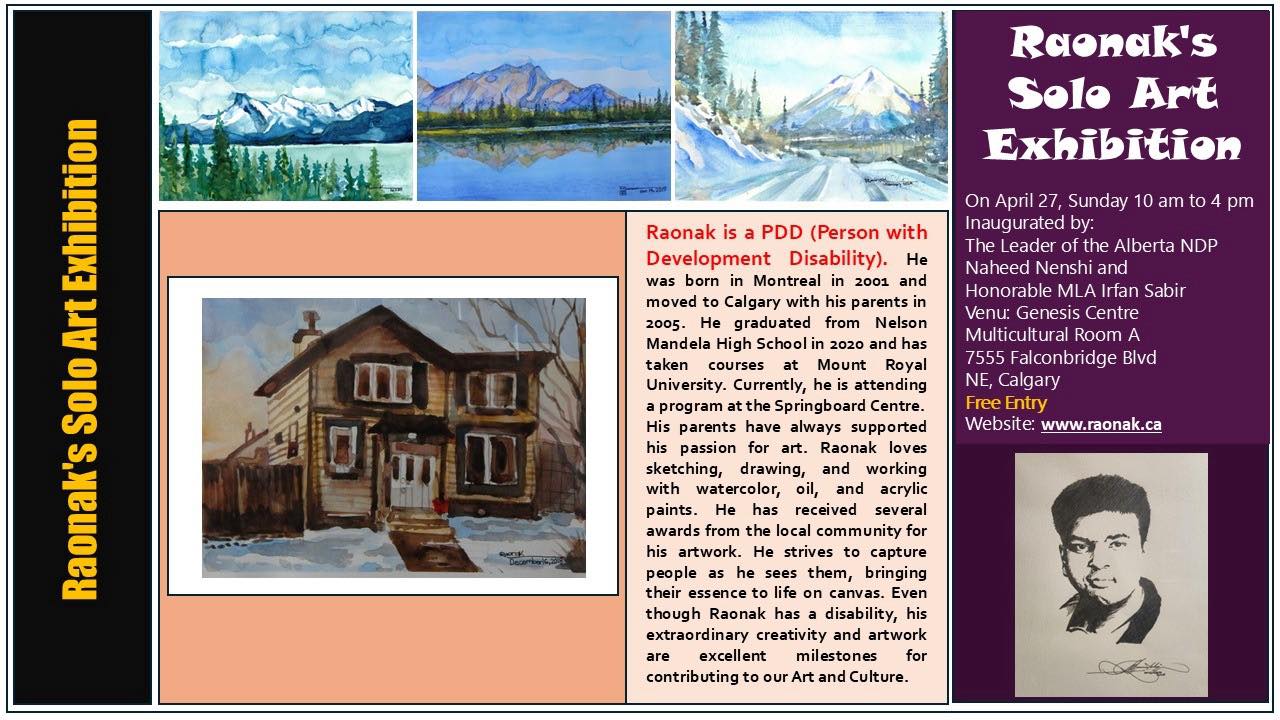 Raonak's Solo Art Exhibition
Raonak is a PDD (Person with
Development Disability). He
was born in Montreal in 2001 and
moved to Calgary with his parents in
2005. He graduated from Nelson
Mandela High School in 2020 and has
taken courses at Mount Royal
University. Currently, he is attending
a program at the Springboard Centre.
His parents have always supported
his passion for art. Raonak loves
sketching, drawing, and working
with watercolor, oil, and acrylic
paints. He has received several
awards from the local community for
his artwork. He strives to capture
people as he sees them, bringing
their essence to life on canvas. Even
though Raonak has a disability, his
extraordinary creativity and artwork
are excellent milestones for
contributing to our Art and Culture.
Raonak's
Solo Art
Exhibition
On April 27, Sunday 10 am to 4 pm
Inaugurated by:
The Leader of the Alberta NDP
Naheed Nenshi and
Honorable MLA Irfan Sabir
Venu: Genesis Centre
Multicultural Room A
7555 Falconbridge Blvd
NE, Calgary
Free Entry
Website: www.raonak.ca